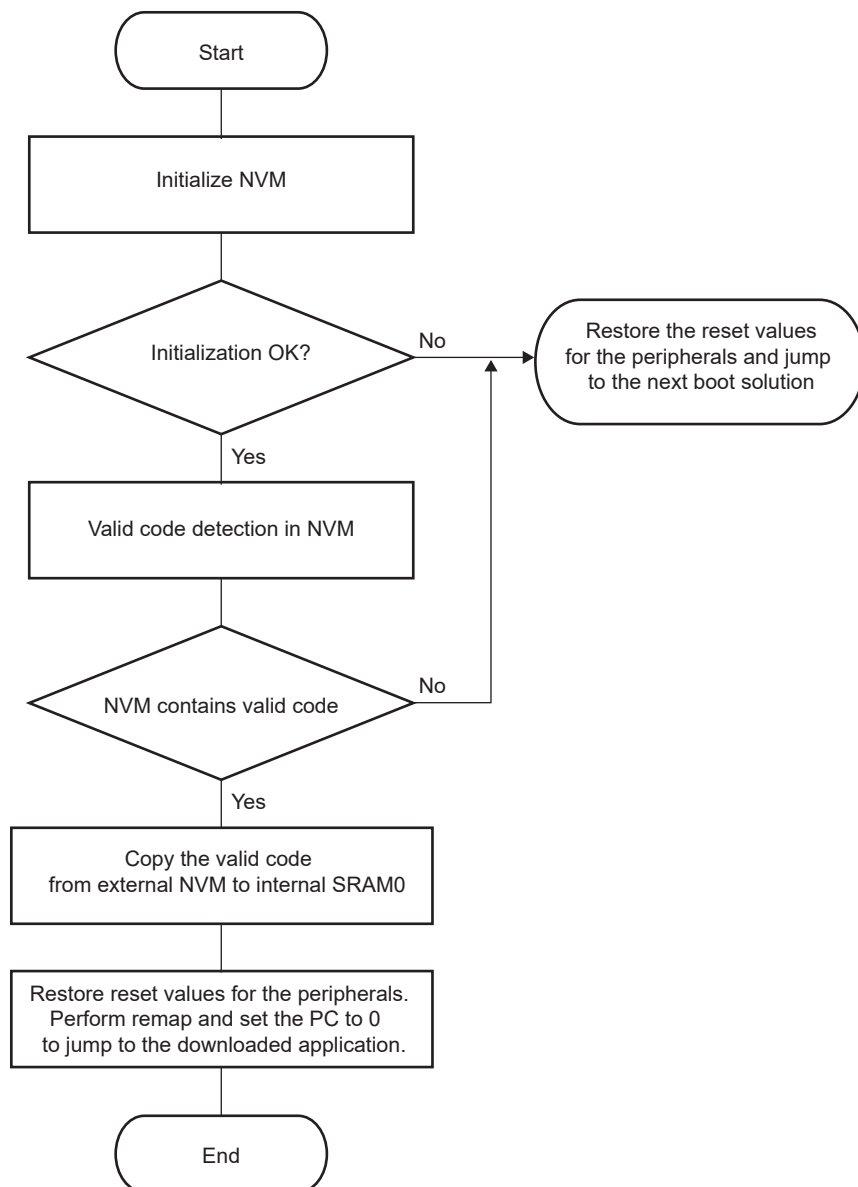 Start
Initialize NVM
Initialization OK?
No
Restore the reset values
for the peripherals and jump
to the next boot solution
Yes
Valid code detection in NVM
NVM contains valid code
No
Yes
Copy the valid code
from external NVM to internal SRAM0
Restore reset values for the peripherals.
Perform remap and set the PC to 0
to jump to the downloaded application.
End